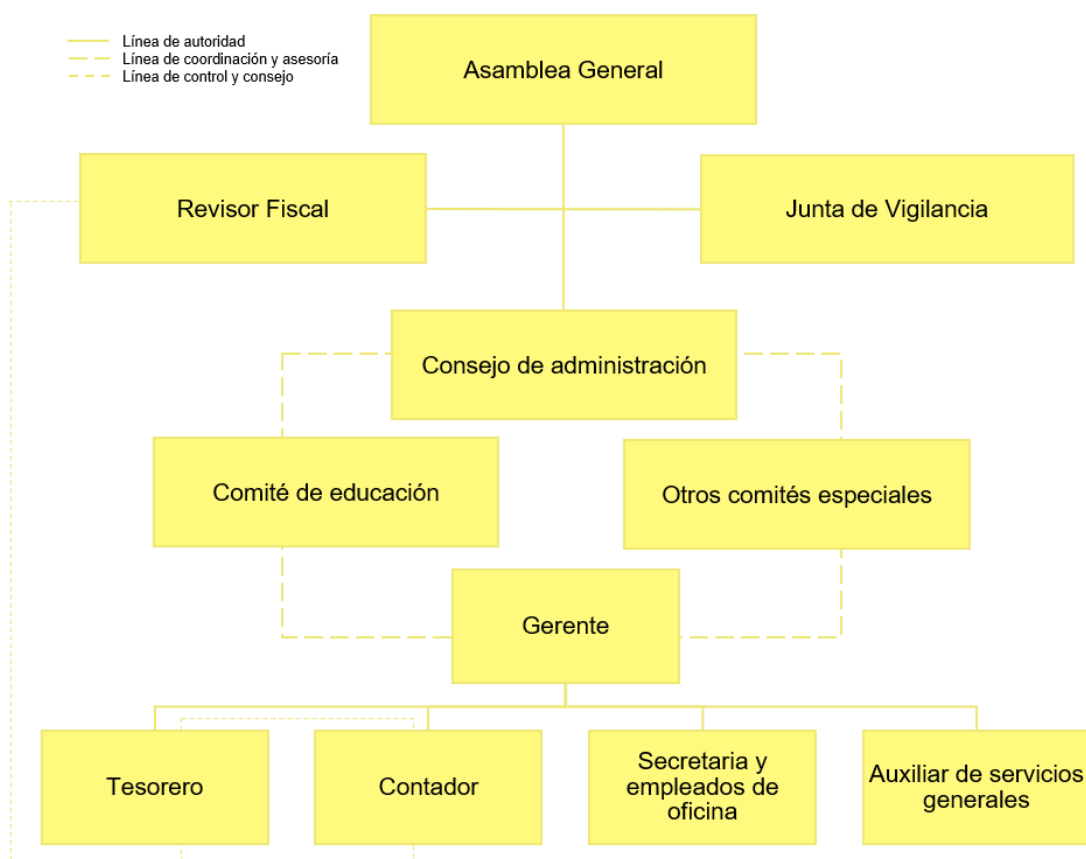 Línea de autoridad
Línea de coordinación y asesoría
Línea de control y consejo
Asamblea General
Revisor Fiscal
Junta de Vigilancia
Consejo de administración
Comité de educación
Otros comités especiales
Gerente
Tesorero
Contador
Secretaria y
empleados de
oficina
Auxiliar de servicios
generales